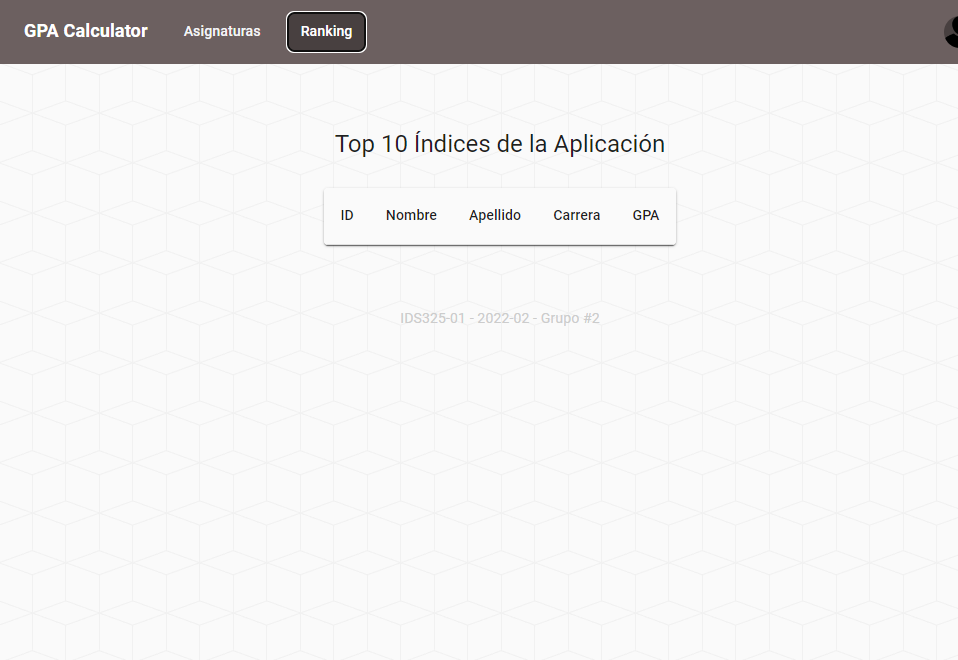 GPA Calculator Asignaturas Ranking
Top 10 Índices de la Aplicación
ID Nombre Apellido Carrera GPA
IDS325-01 - 2022-02 - Grupo #2